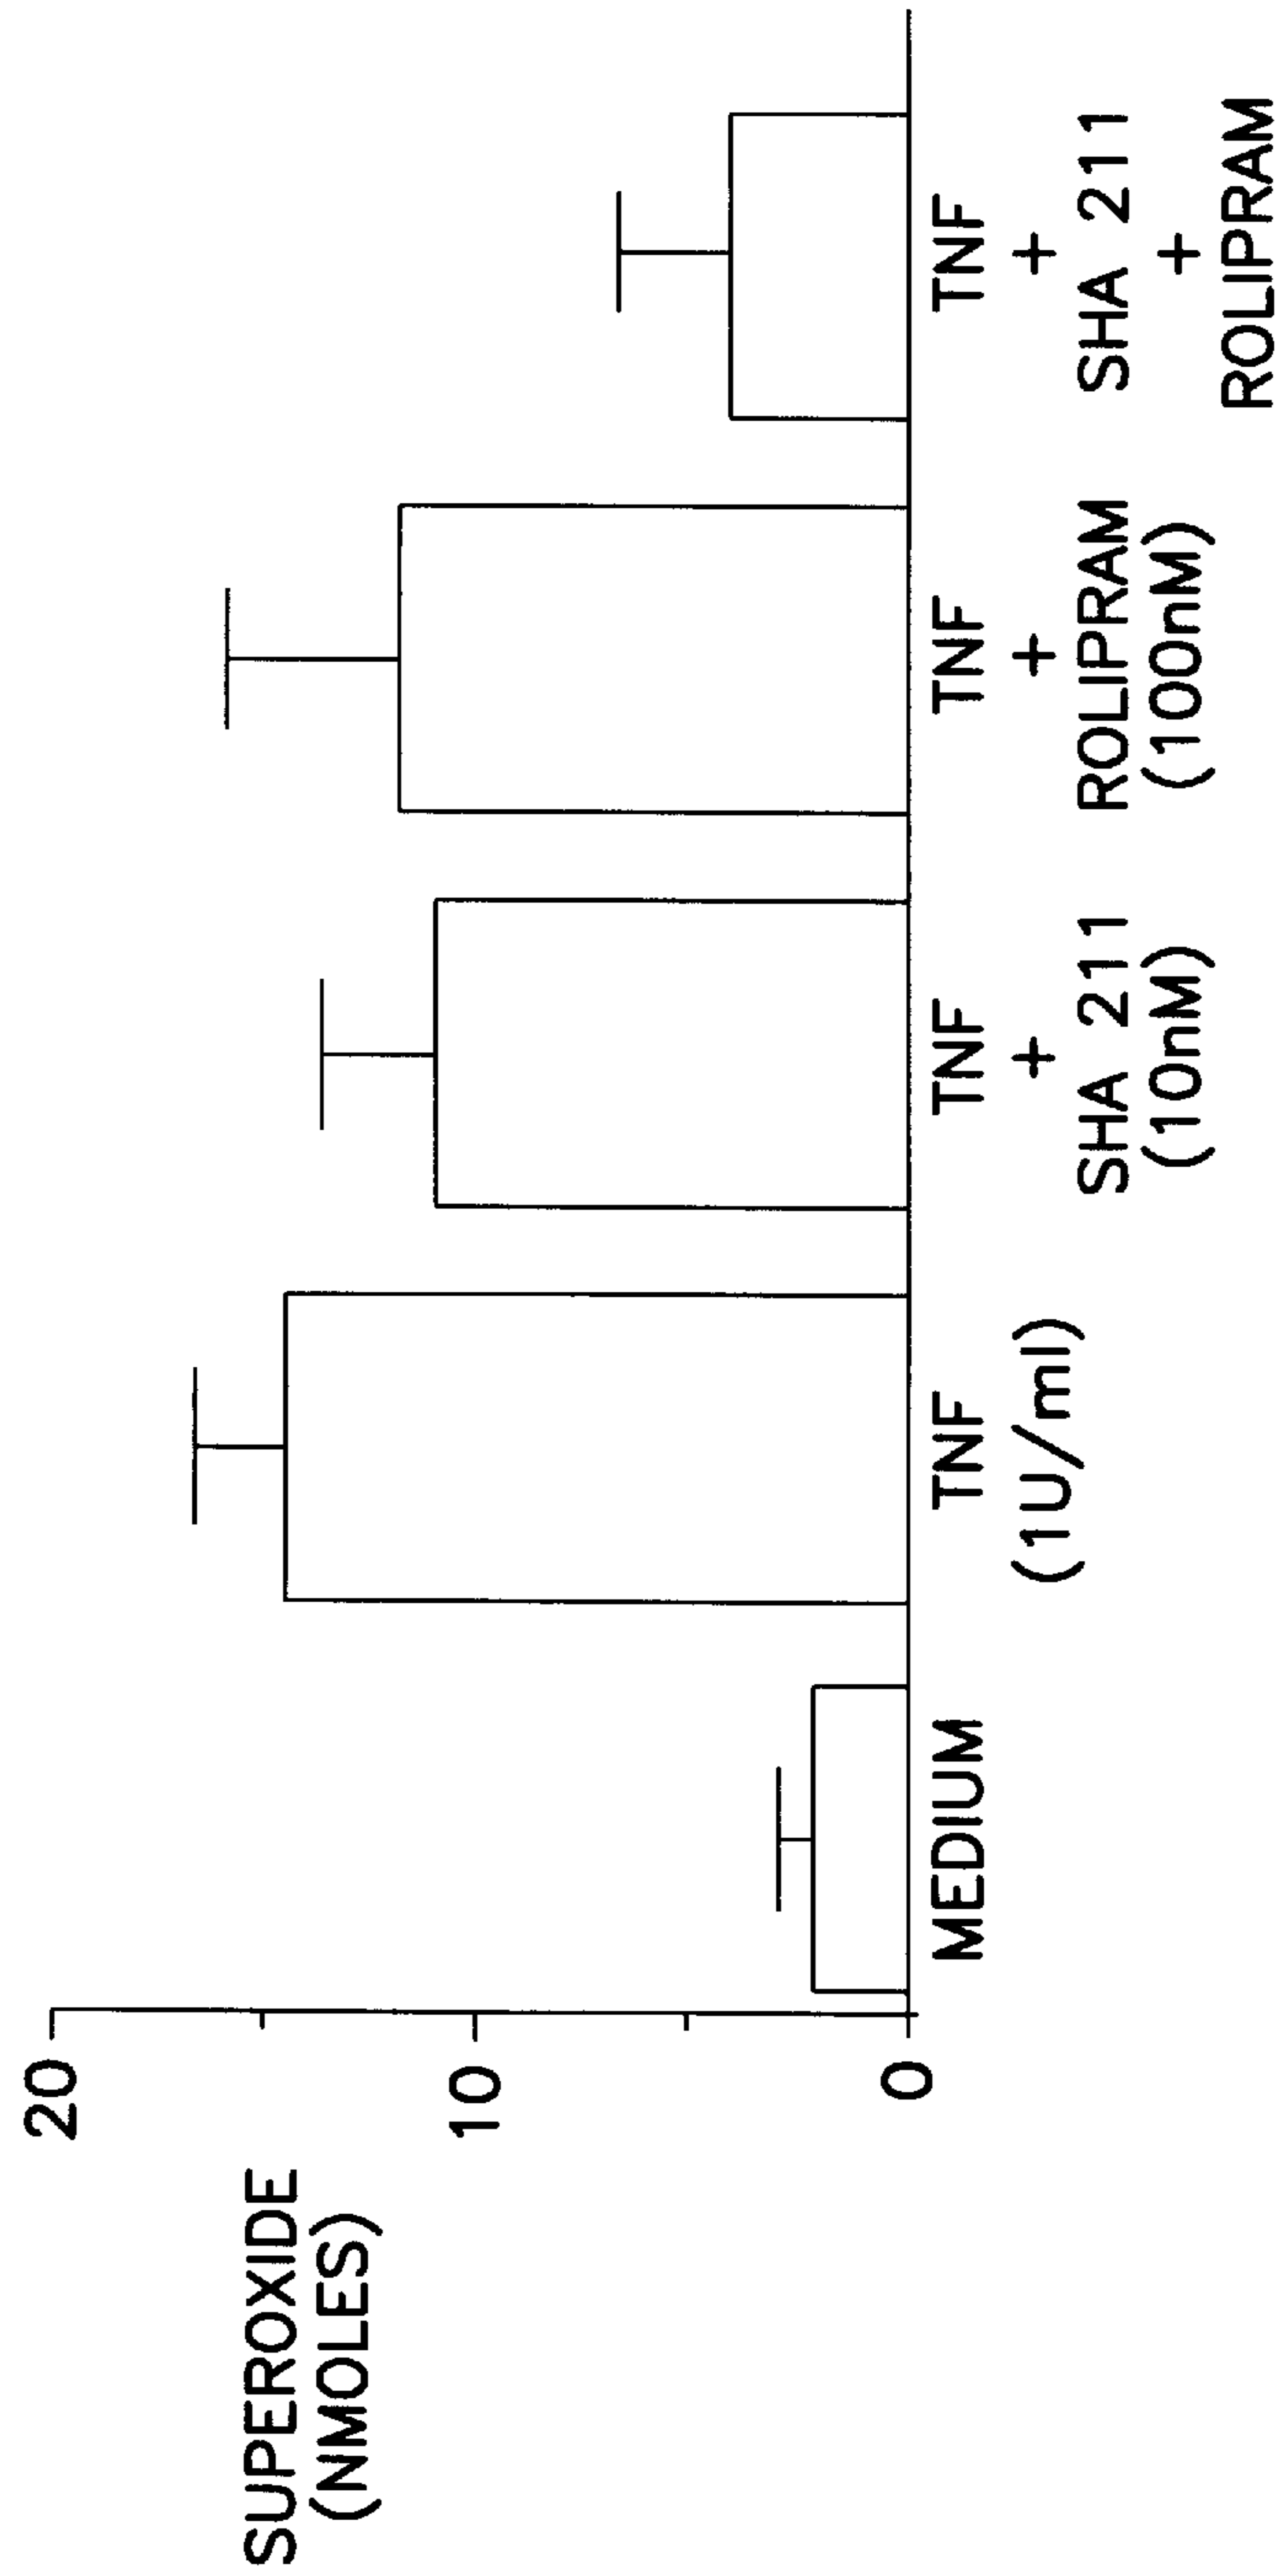 SUPEROXIDE
(NMOLES)
20
10
0
MEDIUM
TNF
(1U/ml)
TNF
+
SHA 211
(10nM)
TNF
+
ROLIPRAM
(100nM)
TNF
+
SHA 211
+
ROLIPRAM